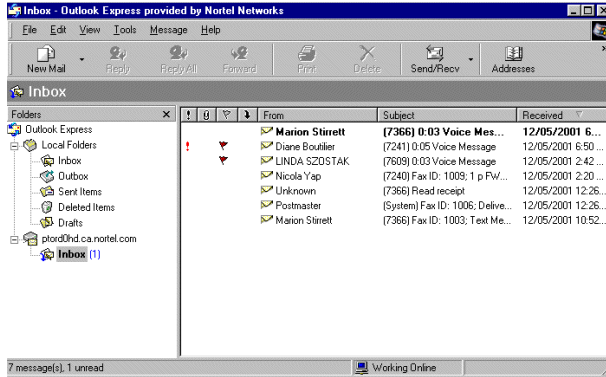 Inbox - Outlook Express provided by Nortel Networks
File Edit View Tools Message Help
New Mail Reply Reply All Forward Print Delete Send/Recv Addresses
Inbox
Folders
! From Subject Received
Outlook Express
Local Folders
Inbox
Outbox
Sent Items
Deleted Items
Drafts
ptord0hd.ca.nortel.com
Inbox (1)
Marion Stirrett (7366) 0:03 Voice Mes... 12/05/2001 6...
! Diane Boutilier (7241) 0:05 Voice Message 12/05/2001 6:50 ...
LINDA SZOSTAK (7609) 0:03 Voice Message 12/05/2001 2:42 ...
Nicola Yap (7240) Fax ID: 1009; 1 p FW... 12/05/2001 2:20 ...
Unknown (7366) Read receipt 12/05/2001 12:26...
Postmaster (System) Fax ID: 1006; Delive... 12/05/2001 12:26...
Marion Stirrett (7366) Fax ID: 1003; Text Me... 12/05/2001 10:52...
7 message(s), 1 unread Working Online